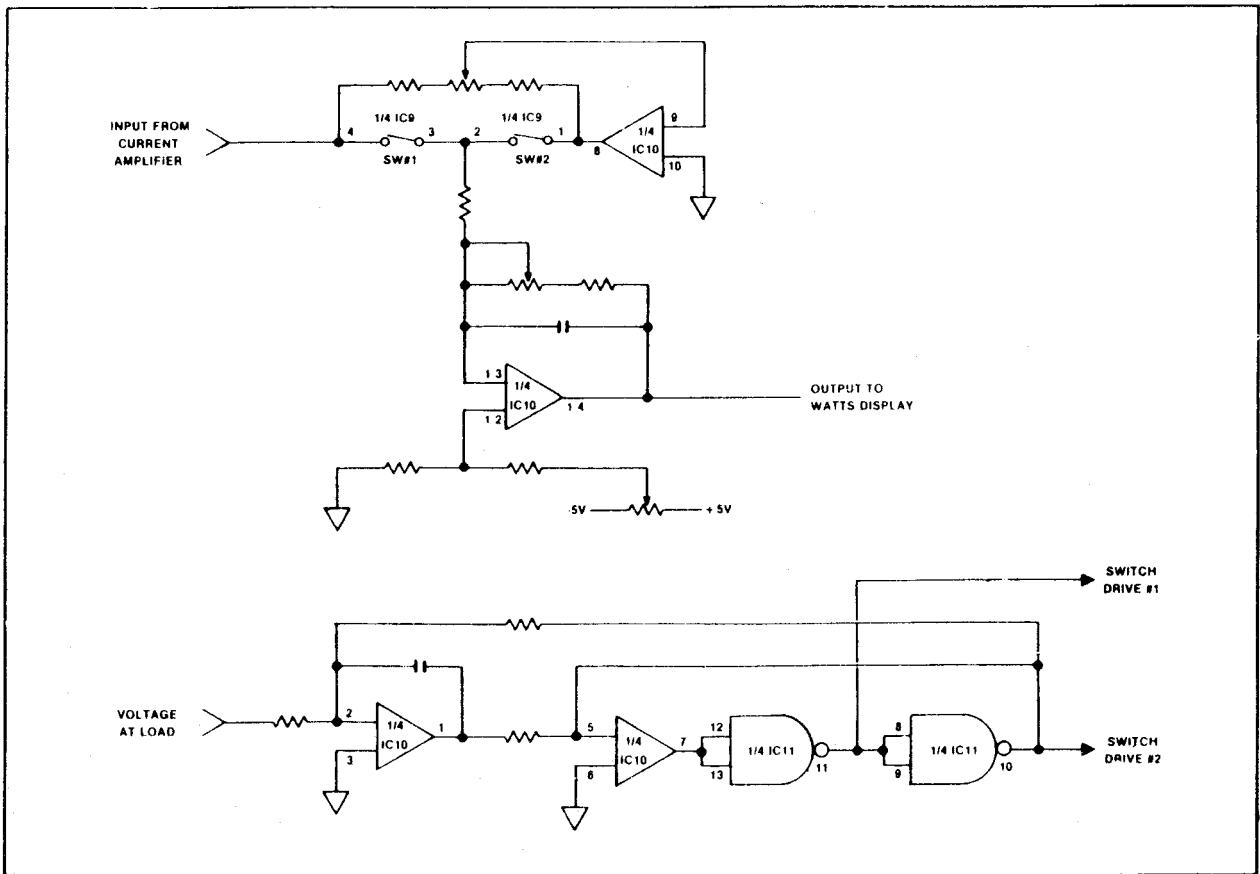 INPUT FROM
CURRENT
AMPLIFIER
1/4 IC9
1/4 IC9
4
3
2
1
SW#1
SW#2
8
1/4
IC10
9
10
1 3
1/4
IC10
1 2
1 4
OUTPUT TO
WATTS DISPLAY
-5V
+ 5V
SWITCH
DRIVE #1
VOLTAGE
AT LOAD
2
1/4
IC10
3
1
5
1/4
IC10
6
7
12
13
1/4 IC11
11
8
9
1/4 IC11
10
SWITCH
DRIVE #2